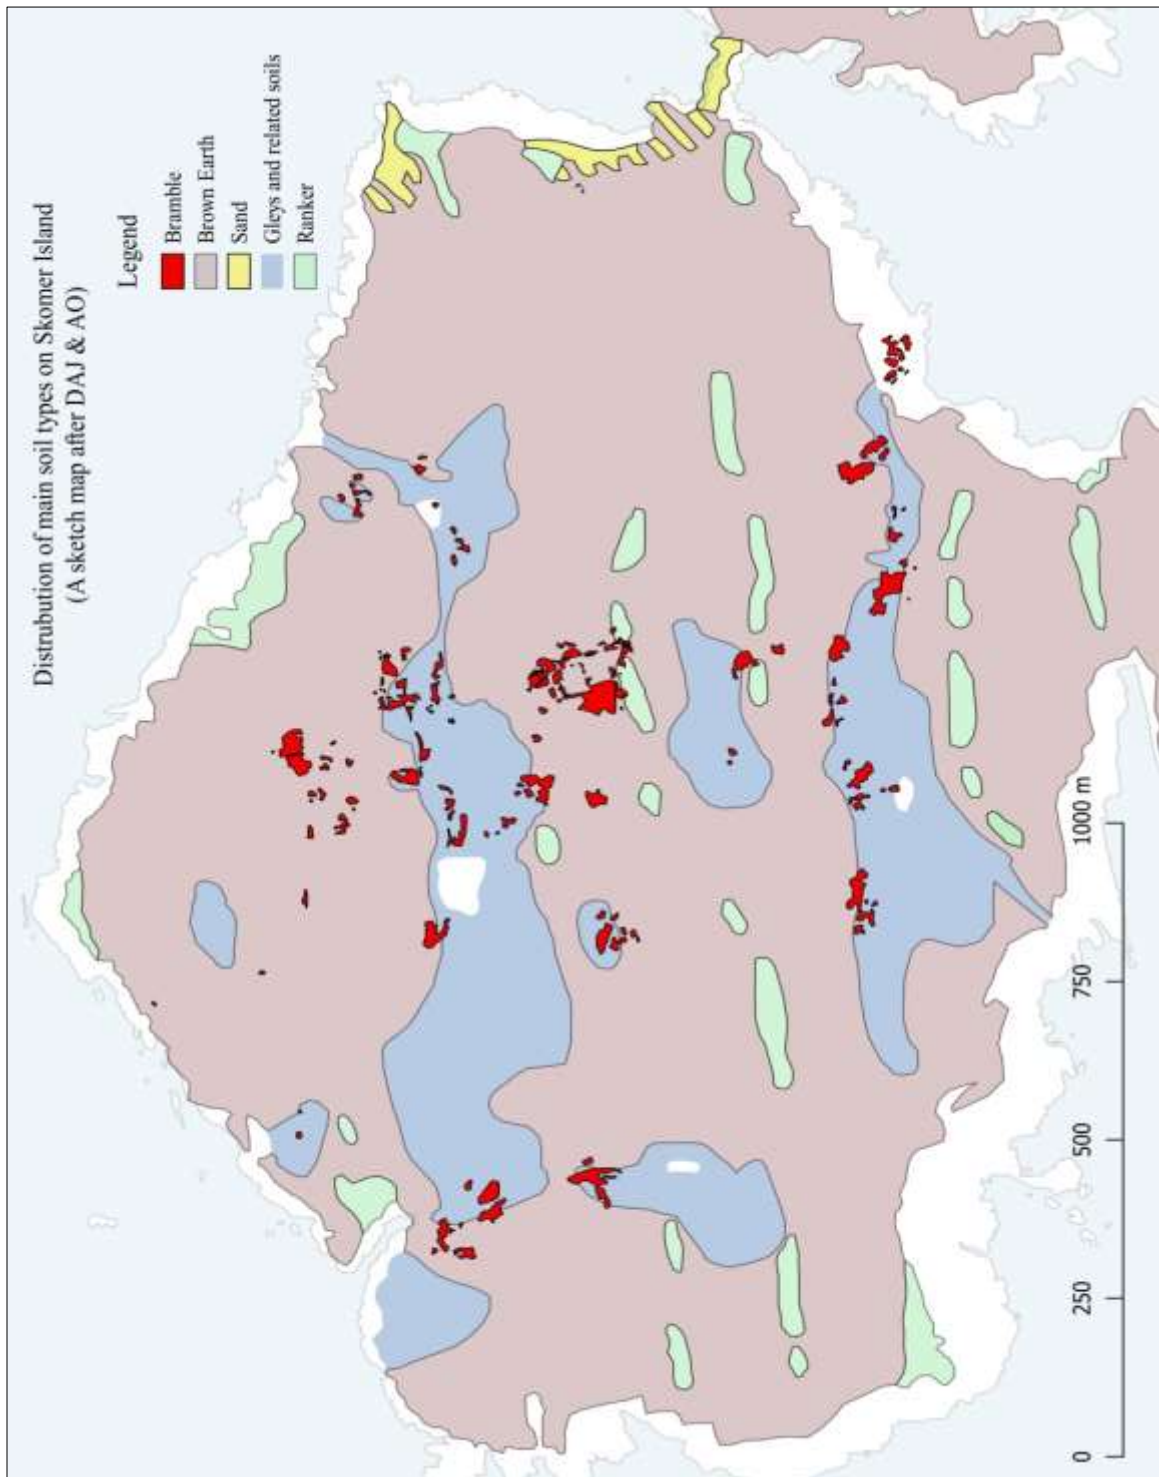 Distrubution of main soil types on Skomer Island
(A sketch map after DAJ & AO)
Legend
Bramble
Brown Earth
Sand
Gleys and related soils
Ranker
0 250 500 750 1000 m